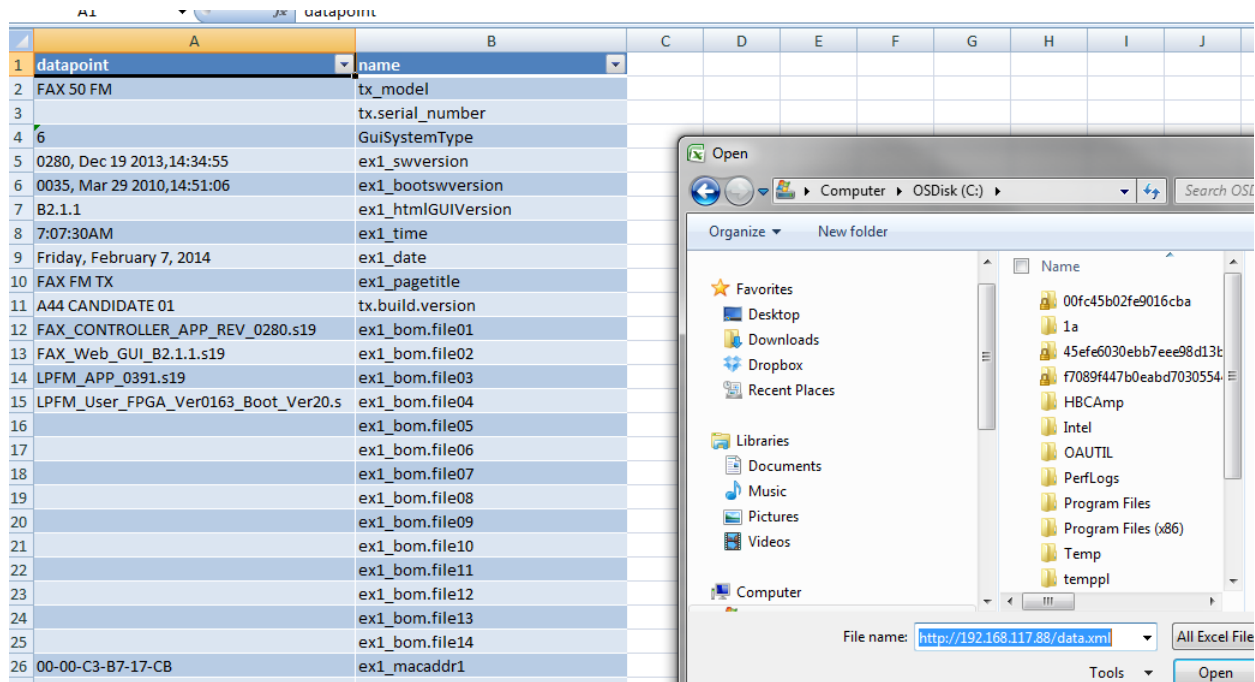 A1 datapoint
A B C D E F G H I J
1 datapoint name
2 FAX 50 FM tx_model
3 tx.serial_number
4 6 GuiSystemType
5 0280, Dec 19 2013,14:34:55 ex1_swversion
6 0035, Mar 29 2010,14:51:06 ex1_bootswversion
7 B2.1.1 ex1_htmlGUIVersion
8 7:07:30AM ex1_time
9 Friday, February 7, 2014 ex1_date
10 FAX FM TX ex1_pagetitle
11 A44 CANDIDATE 01 tx.build.version
12 FAX_CONTROLLER_APP_REV_0280.s19 ex1_bom.file01
13 FAX_Web_GUI_B2.1.1.s19 ex1_bom.file02
14 LPFM_APP_0391.s19 ex1_bom.file03
15 LPFM_User_FPGA_Ver0163_Boot_Ver20.s ex1_bom.file04
16 ex1_bom.file05
17 ex1_bom.file06
18 ex1_bom.file07
19 ex1_bom.file08
20 ex1_bom.file09
21 ex1_bom.file10
22 ex1_bom.file11
23 ex1_bom.file12
24 ex1_bom.file13
25 ex1_bom.file14
26 00-00-C3-B7-17-CB ex1_macaddr1
Open
Computer OSDisk (C:) Search OSD
Organize New folder
Favorites
Desktop
Downloads
Dropbox
Recent Places
Libraries
Documents
Music
Pictures
Videos
Computer
Name
00fc45b02fe9016cba
1a
45efe6030ebb7eee98d13b
f7089f447b0eabd7030554
HBCAmp
Intel
OAUTIL
PerfLogs
Program Files
Program Files (x86)
Temp
temppl
File name: http://192.168.117.88/data.xml All Excel File
Tools Open